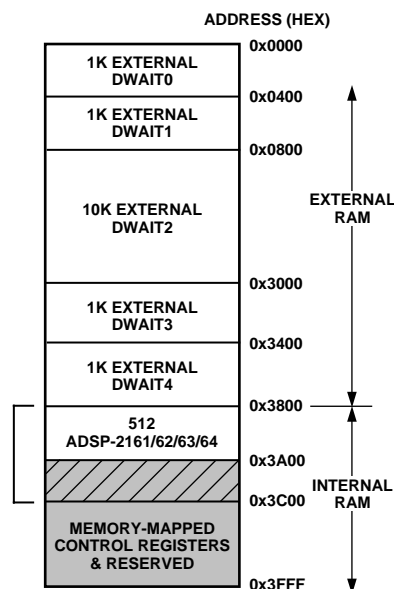 ADDRESS (HEX)
0x0000
1K EXTERNAL
DWAIT0
0x0400
1K EXTERNAL
DWAIT1
0x0800
10K EXTERNAL
DWAIT2
EXTERNAL
RAM
0x3000
1K EXTERNAL
DWAIT3
0x3400
1K EXTERNAL
DWAIT4
0x3800
512
ADSP-2161/62/63/64
0x3A00
INTERNAL
RAM
0x3C00
MEMORY-MAPPED
CONTROL REGISTERS
& RESERVED
0x3FFF